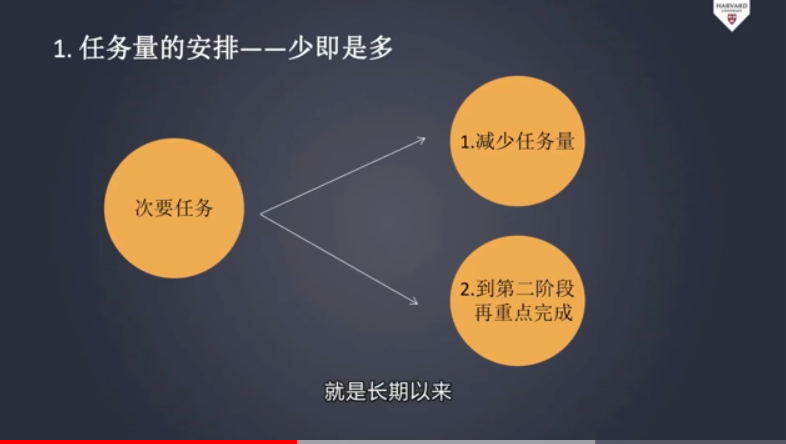 HARVARD
UNIVERSITY
1. 任务量的安排——少即是多
次要任务
1.减少任务量
2.到第二阶段
再重点完成
就是长期以来